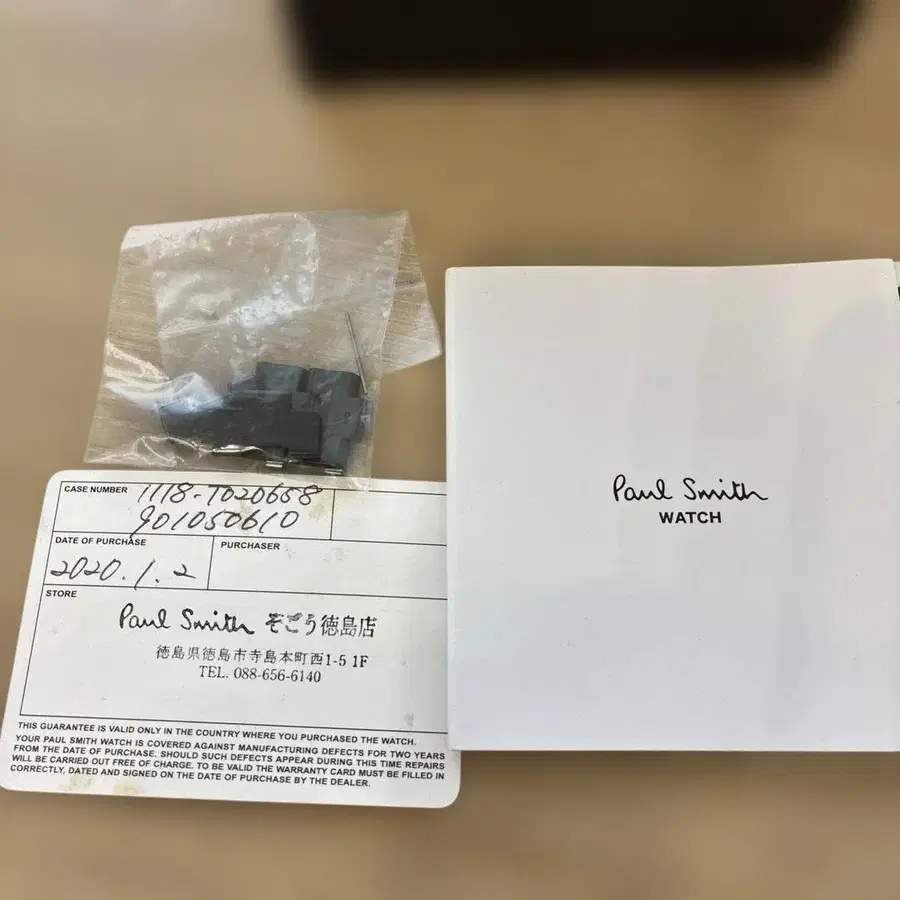 CASE NUMBER 1118-T020658
901050610
DATE OF PURCHASE
2020.1.2
PURCHASER
STORE
Paul Smith そごう徳島店
徳島県徳島市寺島本町西1-5 1F
TEL. 088-656-6140
THIS GUARANTEE IS VALID ONLY IN THE COUNTRY WHERE YOU PURCHASED THE WATCH.
YOUR PAUL SMITH WATCH IS COVERED AGAINST MANUFACTURING DEFECTS FOR TWO YEARS
FROM THE DATE OF PURCHASE. SHOULD SUCH DEFECTS APPEAR DURING THIS TIME REPAIRS
WILL BE CARRIED OUT FREE OF CHARGE. TO BE VALID THE WARRANTY CARD MUST BE FILLED IN
CORRECTLY, DATED AND SIGNED ON THE DATE OF PURCHASE BY THE DEALER.
Paul Smith
WATCH